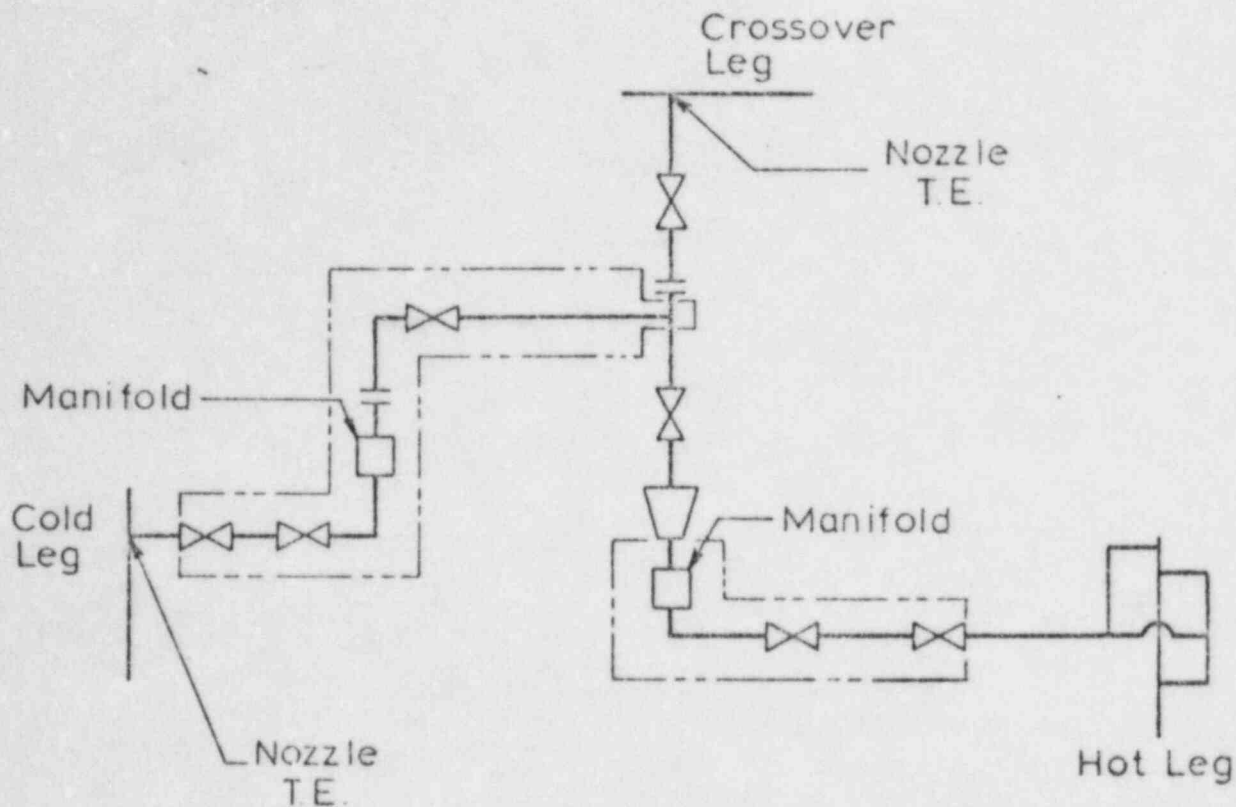 Crossover
Leg
Nozzle
T.E.
Manifold
Cold
Leg
Manifold
Nozzle
T.E.
Hot Leg